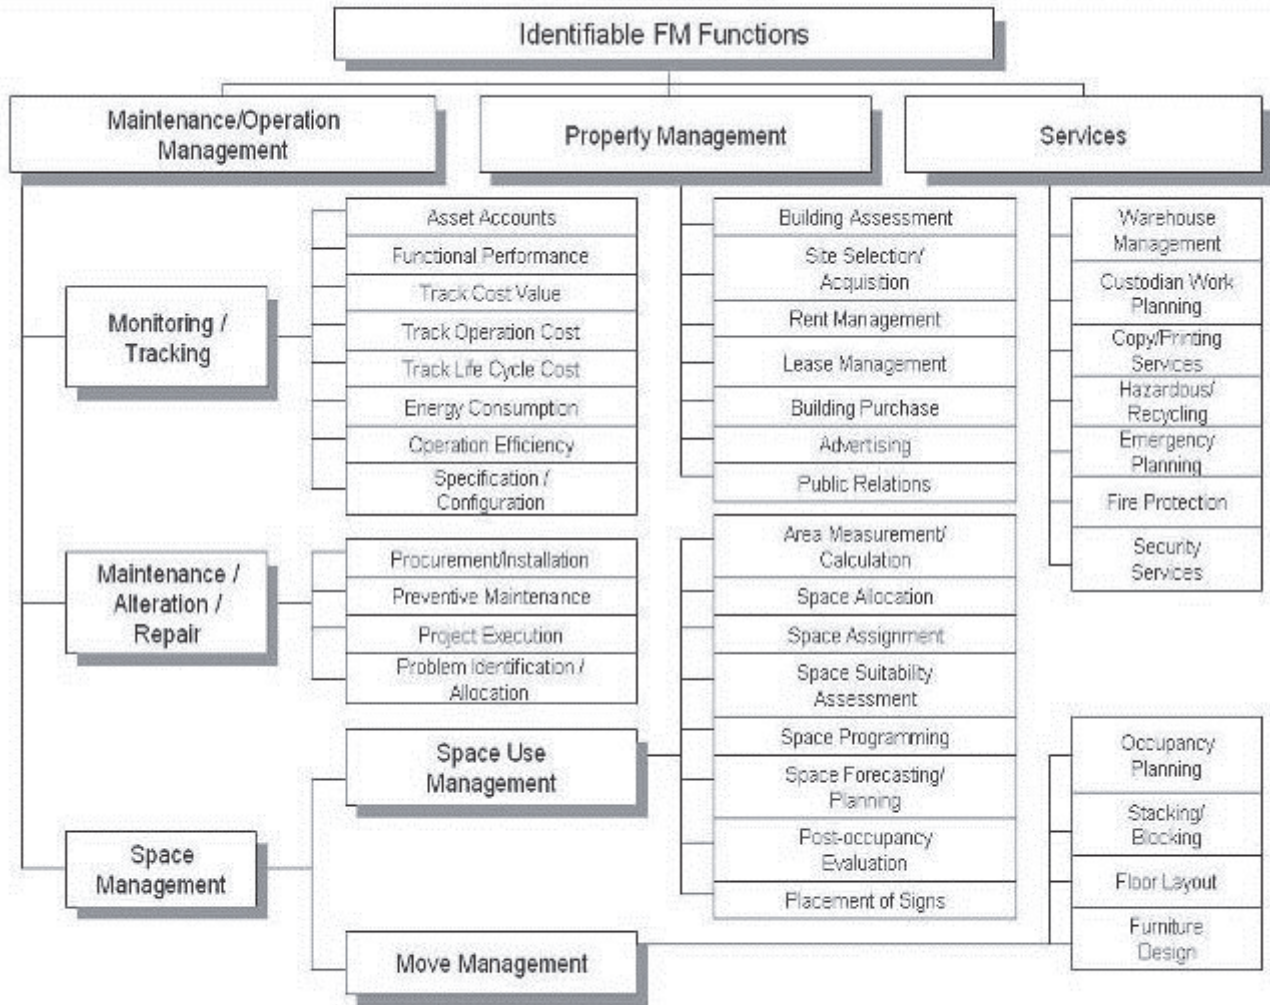 Identifiable FM Functions
Maintenance/Operation
Management
Property Management
Services
Monitoring /
Tracking
Asset Accounts
Functional Performance
Track Cost Value
Track Operation Cost
Track Life Cycle Cost
Energy Consumption
Operation Efficiency
Specification /
Configuration
Building Assessment
Site Selection/
Acquisition
Rent Management
Lease Management
Building Purchase
Advertising
Public Relations
Warehouse
Management
Custodian Work
Planning
Copy/Printing
Services
Hazardous/
Recycling
Emergency
Planning
Fire Protection
Security
Services
Maintenance /
Alteration /
Repair
Procurement/Installation
Preventive Maintenance
Project Execution
Problem Identification /
Allocation
Space
Management
Space Use
Management
Area Measurement/
Calculation
Space Allocation
Space Assignment
Space Suitability
Assessment
Space Programming
Space Forecasting/
Planning
Post-occupancy
Evaluation
Placement of Signs
Move Management
Occupancy
Planning
Stacking/
Blocking
Floor Layout
Furniture
Design